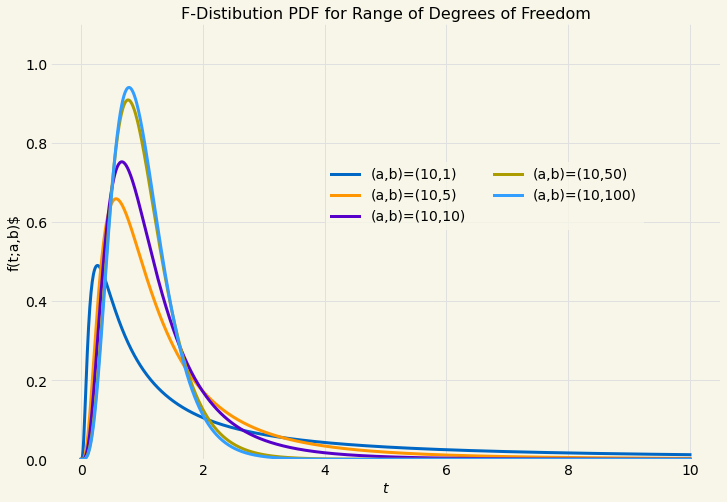 F-Distibution PDF for Range of Degrees of Freedom
1.0
0.8
0.6
0.4
0.2
0.0
f(t;a,b)$
(a,b)=(10,1)
(a,b)=(10,5)
(a,b)=(10,10)
(a,b)=(10,50)
(a,b)=(10,100)
0 2 4 6 8 10
t